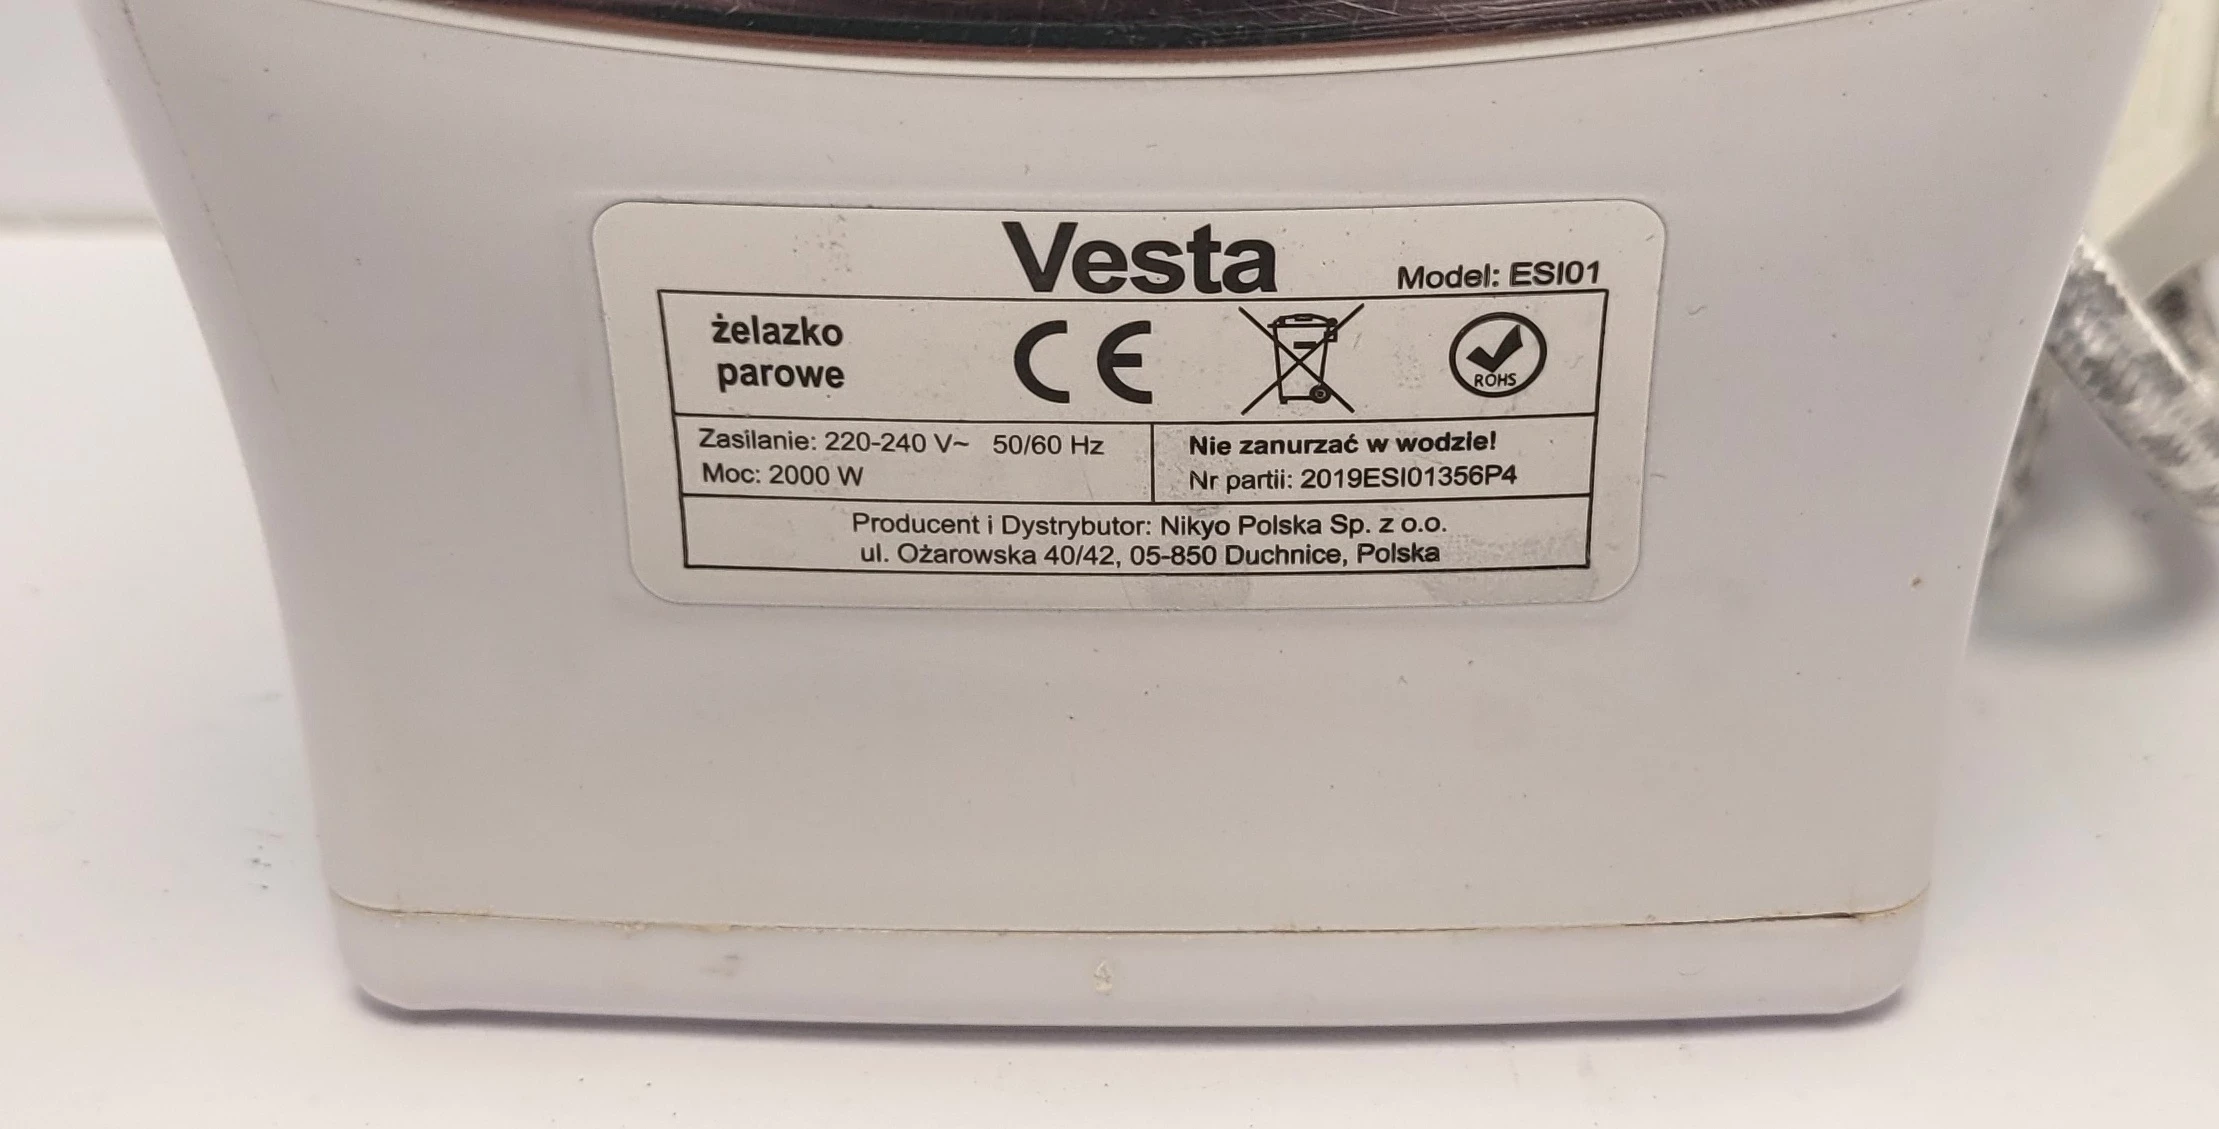 Vesta
Model: ESI01
żelazko
parowe
CE
ROHS
Zasilanie: 220-240 V~ 50/60 Hz
Moc: 2000 W
Nie zanurzać w wodzie!
Nr partii: 2019ESI01356P4
Producent i Dystrybutor: Nikyo Polska Sp. z o.o.
ul. Ożarowska 40/42, 05-850 Duchnice, Polska